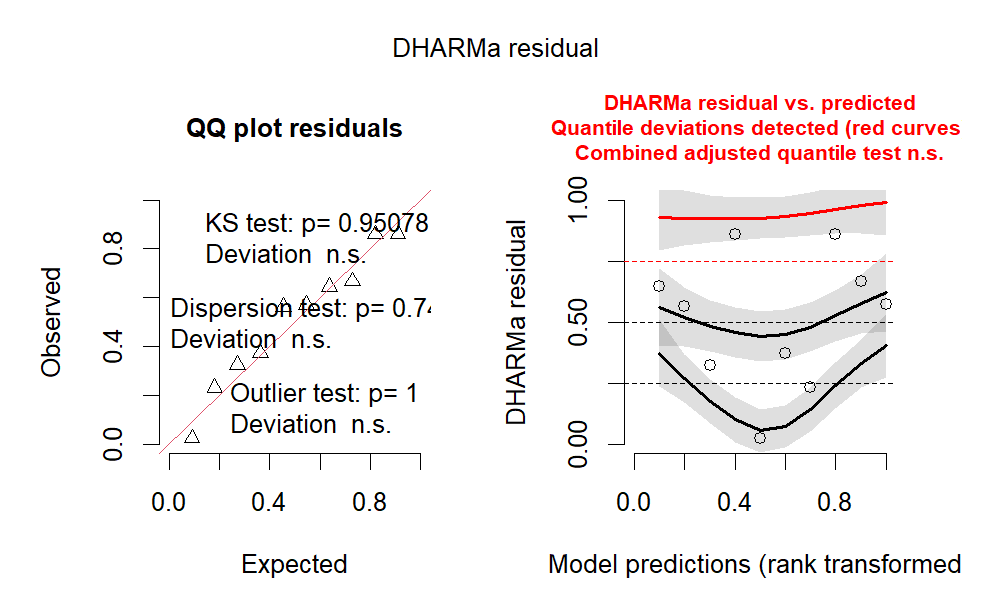 DHARMa residual
QQ plot residuals
KS test: p= 0.95078
Deviation n.s.
Dispersion test: p= 0.74
Deviation n.s.
Outlier test: p= 1
Deviation n.s.
Observed
0.0
0.4
0.8
0.0
0.4
0.8
Expected
DHARMa residual vs. predicted
Quantile deviations detected (red curves
Combined adjusted quantile test n.s.
DHARMa residual
0.00
0.50
1.00
0.0
0.4
0.8
Model predictions (rank transformed